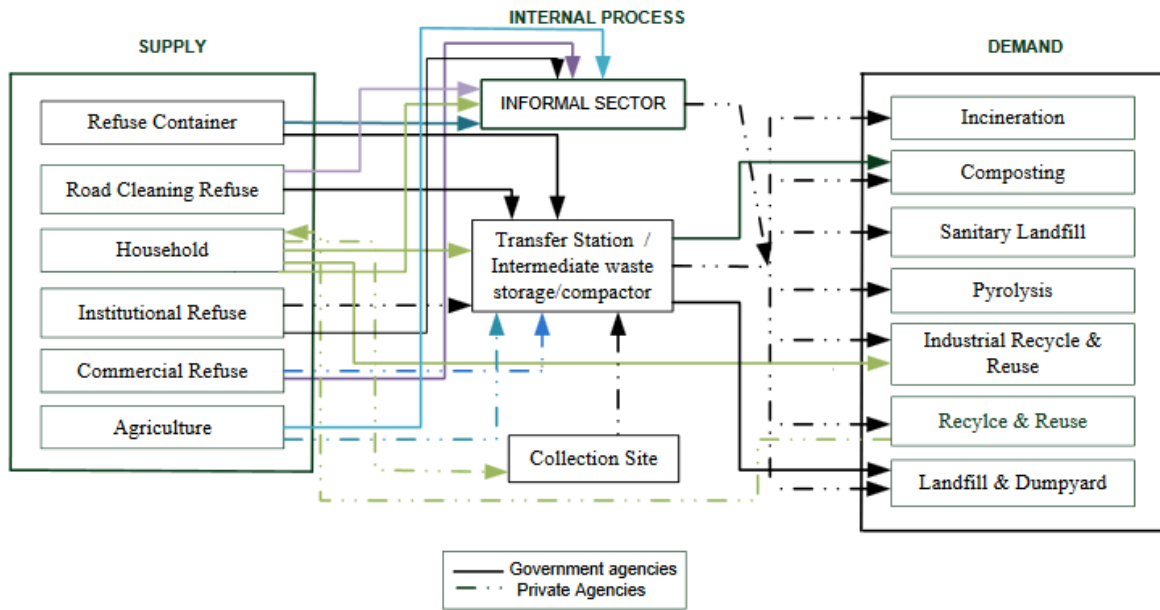 INTERNAL PROCESS
SUPPLY
DEMAND
Refuse Container
Road Cleaning Refuse
Household
Institutional Refuse
Commercial Refuse
Agriculture
INFORMAL SECTOR
Transfer Station /
Intermediate waste
storage/compactor
Collection Site
Incineration
Composting
Sanitary Landfill
Pyrolysis
Industrial Recycle &
Reuse
Recylce & Reuse
Landfill & Dumpyard
Government agencies
Private Agencies